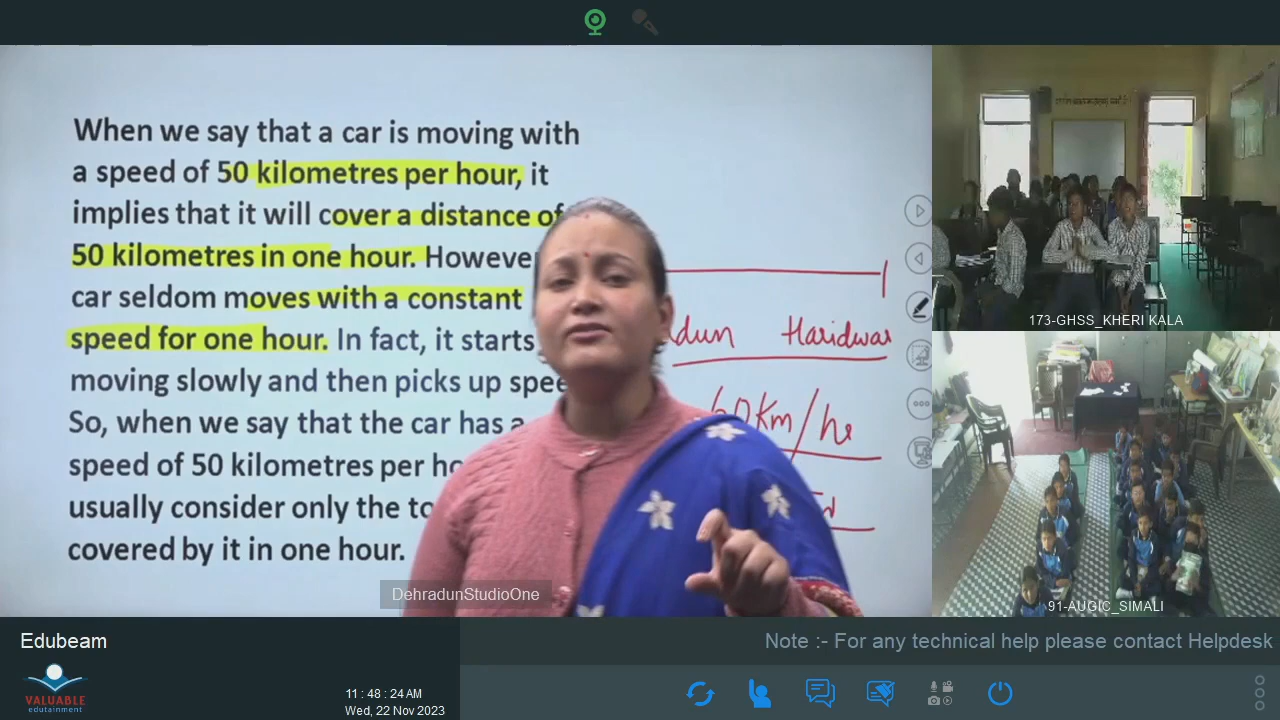 When we say that a car is moving with
a speed of 50 kilometres per hour, it
implies that it will cover a distance of
50 kilometres in one hour. However
car seldom moves with a constant
speed for one hour. In fact, it starts
moving slowly and then picks up spee
So, when we say that the car has a
speed of 50 kilometres per ho
usually consider only the to
covered by it in one hour.
dun Haridwar
60Km/hr
DehradunStudioOne
173-GHSS_KHERI KALA
91-AUGIC_SIMALI
Edubeam
Note :- For any technical help please contact Helpdesk
VALUABLE
edutainment
11 : 48 : 24 AM
Wed, 22 Nov 2023